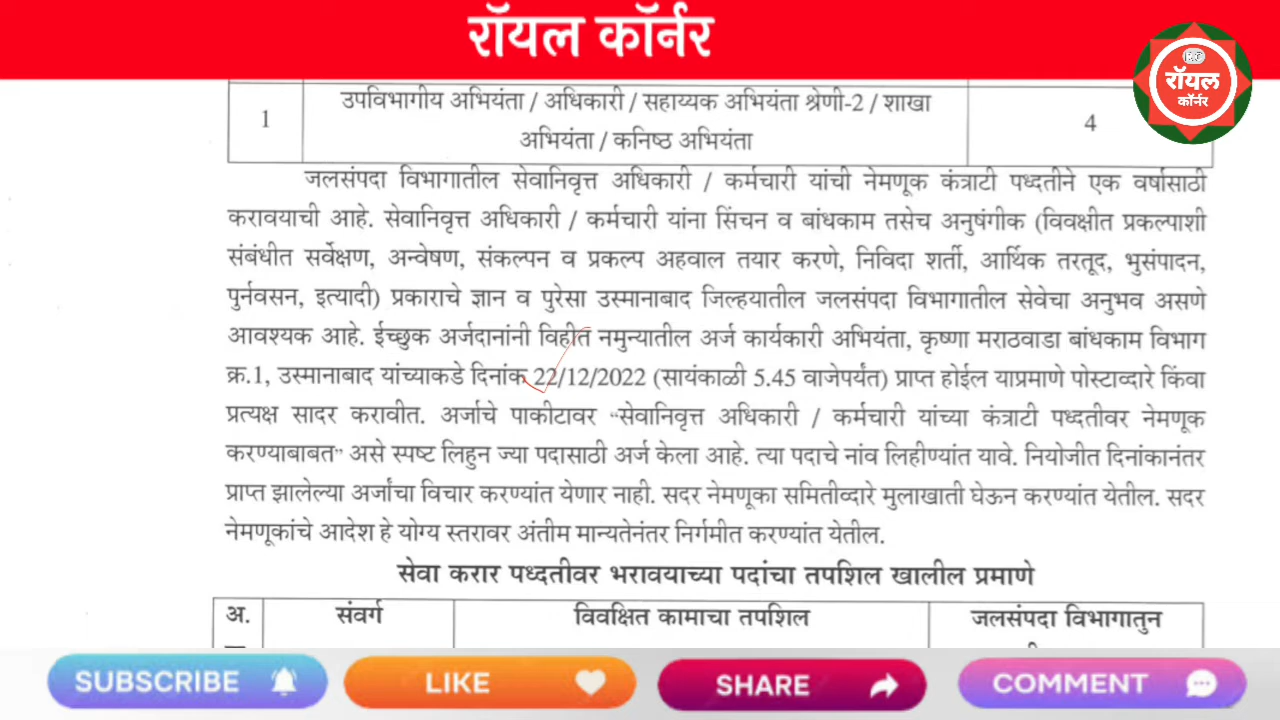 रॉयल कॉर्नर
रॉयल
कॉर्नर
1
उपविभागीय अभियंता / अधिकारी / सहाय्यक अभियंता श्रेणी-2 / शाखा
अभियंता / कनिष्ठ अभियंता
4
जलसंपदा विभागातील सेवानिवृत्त अधिकारी / कर्मचारी यांची नेमणूक कंत्राटी पध्दतीने एक वर्षासाठी
करावयाची आहे. सेवानिवृत्त अधिकारी / कर्मचारी यांना सिंचन व बांधकाम तसेच अनुषंगीक (विवक्षीत प्रकल्पाशी
संबंधीत सर्वेक्षण, अन्वेषण, संकल्पन व प्रकल्प अहवाल तयार करणे, निविदा शर्ती, आर्थिक तरतूद, भुसंपादन,
पुर्नवसन, इत्यादी) प्रकाराचे ज्ञान व पुरेसा उस्मानाबाद जिल्हयातील जलसंपदा विभागातील सेवेचा अनुभव असणे
आवश्यक आहे. ईच्छुक अर्जदानांनी विहीत नमुन्यातील अर्ज कार्यकारी अभियंता, कृष्णा मराठवाडा बांधकाम विभाग
क्र.1, उस्मानाबाद यांच्याकडे दिनांक 22/12/2022 (सायंकाळी 5.45 वाजेपर्यंत) प्राप्त होईल याप्रमाणे पोस्टाव्दारे किंवा
प्रत्यक्ष सादर करावीत. अर्जाचे पाकीटावर "सेवानिवृत्त अधिकारी / कर्मचारी यांच्या कंत्राटी पध्दतीवर नेमणूक
करण्याबाबत" असे स्पष्ट लिहुन ज्या पदासाठी अर्ज केला आहे. त्या पदाचे नांव लिहीण्यांत यावे. नियोजीत दिनांकानंतर
प्राप्त झालेल्या अर्जांचा विचार करण्यांत येणार नाही. सदर नेमणूका समितीव्दारे मुलाखाती घेऊन करण्यांत येतील. सदर
नेमणूकांचे आदेश हे योग्य स्तरावर अंतीम मान्यतेनंतर निर्गमीत करण्यांत येतील.
सेवा करार पध्दतीवर भरावयाच्या पदांचा तपशिल खालील प्रमाणे
अ.
संवर्ग
विवक्षित कामाचा तपशिल
जलसंपदा विभागातुन
SUBSCRIBE
LIKE
SHARE
COMMENT